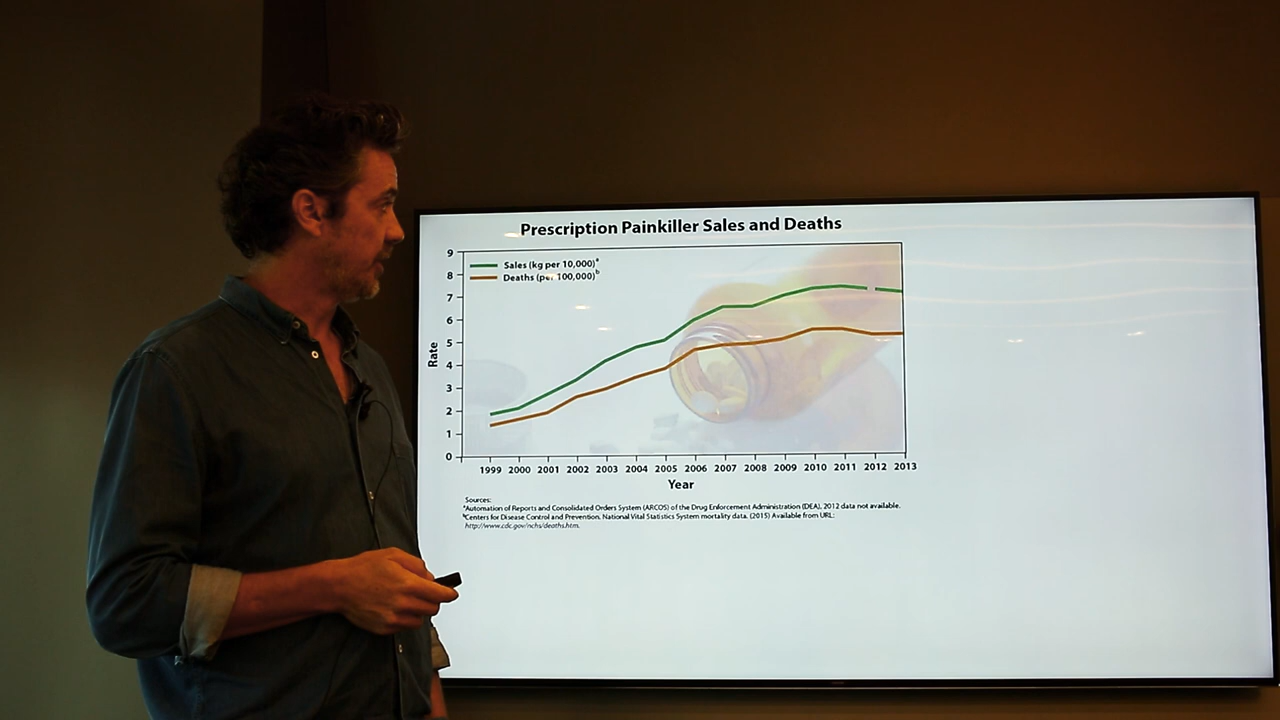 Prescription Painkiller Sales and Deaths
9
8
7
6
5
4
3
2
1
0
Rate
Sales (kg per 10,000)a
Deaths (per 100,000)b
1999 2000 2001 2002 2003 2004 2005 2006 2007 2008 2009 2010 2011 2012 2013
Year
Sources:
aAutomation of Reports and Consolidated Orders System (ARCOS) of the Drug Enforcement Administration (DEA), 2012 data not available.
bCenters for Disease Control and Prevention. National Vital Statistics System mortality data. (2015) Available from URL:
http://www.cdc.gov/nchs/deaths.htm.